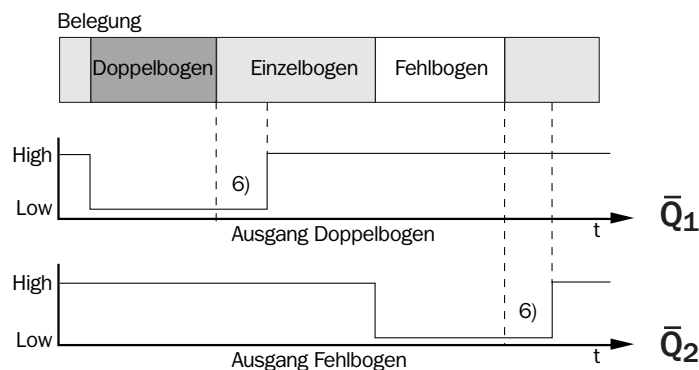 Belegung
Doppelbogen Einzelbogen Fehlbogen
High
6)
Low
Ausgang Doppelbogen
t
Q̅1
High
6)
Low
Ausgang Fehlbogen
t
Q̅2